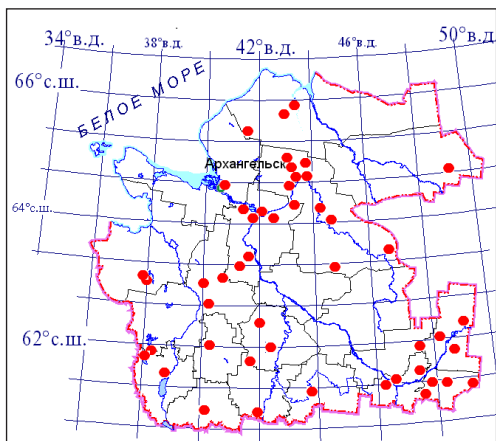 34°в.д.
38°в.д.
42°в.д.
46°в.д.
50°в.д.
66°с.ш.
БЕЛОЕ МОРЕ
Архангельск
64°с.ш.
62°с.ш.